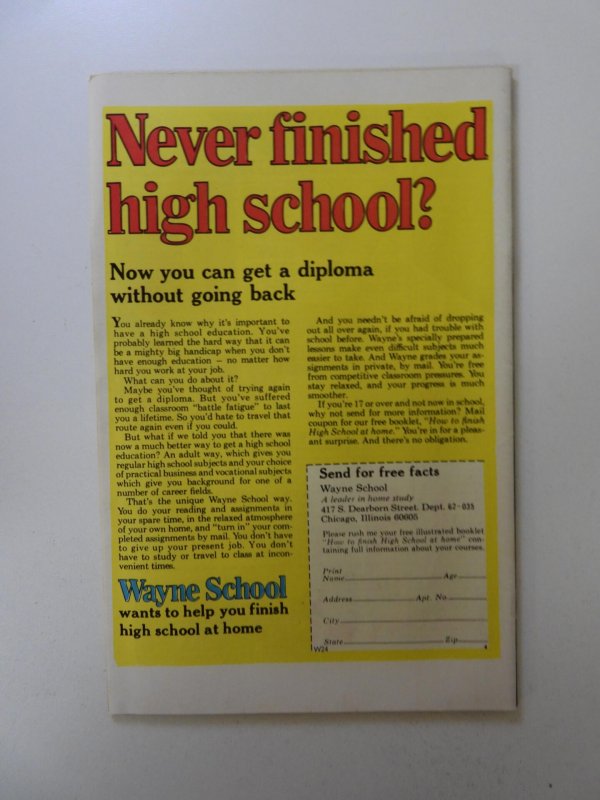 Never finished
high school?
Now you can get a diploma
without going back
You already know why it's important to
have a high school education. You've
probably learned the hard way that it can
be a mighty big handicap when you don't
have enough education — no matter how
hard you work at your job.
What can you do about it?
Maybe you've thought of trying again
to get a diploma. But you've suffered
enough classroom "battle fatigue" to last
you a lifetime. So you'd hate to travel that
route again even if you could.
But what if we told you that there was
now a much better way to get a high school
education? An adult way, which gives you
regular high school subjects and your choice
of practical business and vocational subjects
which give you background for one of a
number of career fields.
That's the unique Wayne School way.
You do your reading and assignments in
your spare time, in the relaxed atmosphere
of your own home, and "turn in" your com-
pleted assignments by mail. You don't have
to give up your present job. You don't
have to study or travel to class at incon-
venient times.
Wayne School
wants to help you finish
high school at home
And you needn't be afraid of dropping
out all over again, if you had trouble with
school before. Wayne's specially prepared
lessons make even difficult subjects much
easier to take. And Wayne grades your as-
signments in private, by mail. You're free
from competitive classroom pressures. You
stay relaxed, and your progress is much
smoother.
If you're 17 or over and not now in school,
why not send for more information? Mail
coupon for our free booklet, "How to finish
High School at home." You're in for a pleas-
ant surprise. And there's no obligation.
Send for free facts
Wayne School
A leader in home study
417 S. Dearborn Street, Dept. 62-035
Chicago, Illinois 60605
Please rush me your free illustrated booklet
"How to finish High School at home" con-
taining full information about your courses.
Print
Name Age
Address Apt. No.
City
State Zip
W24 4